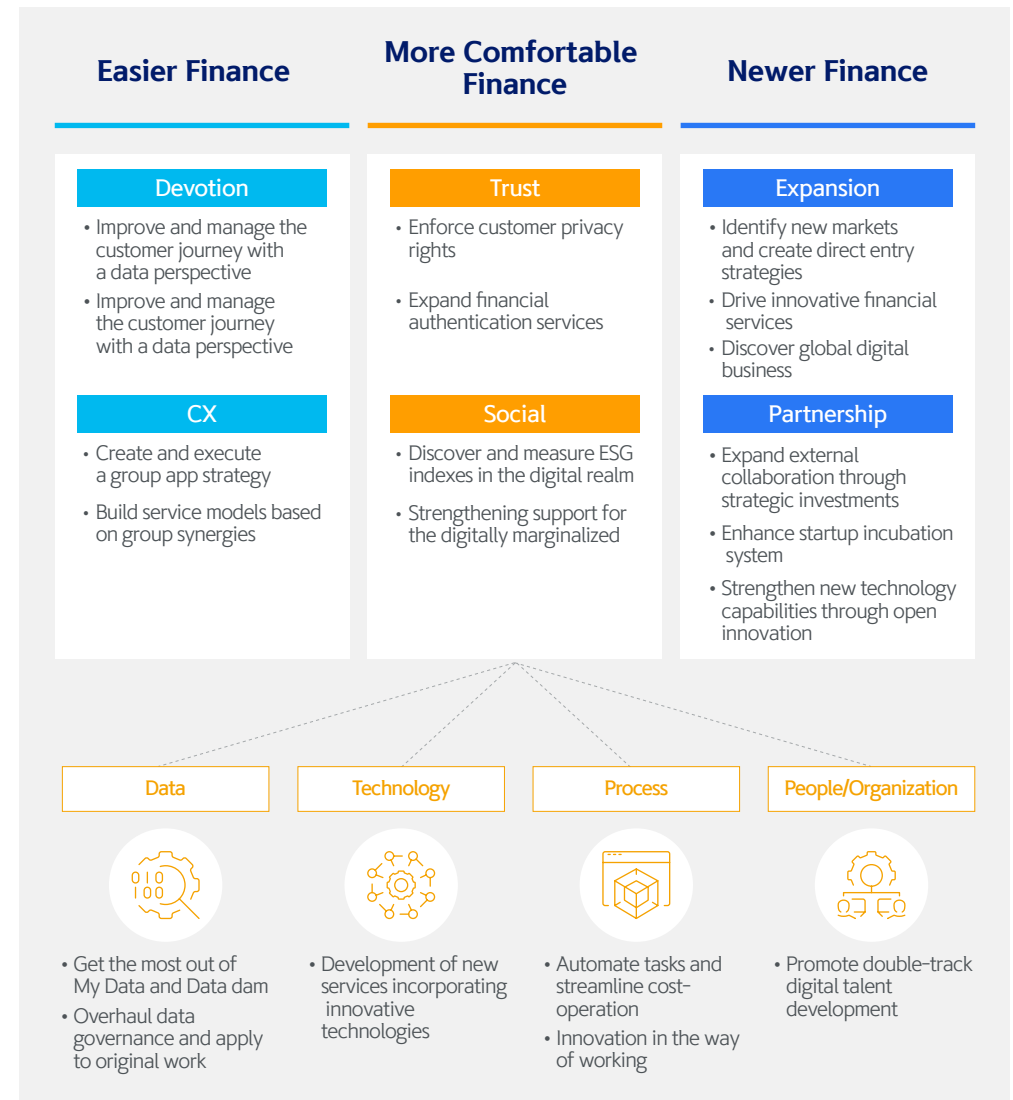 Easier Finance
More Comfortable
Finance
Newer Finance
Devotion
• Improve and manage the
customer journey with
a data perspective
• Improve and manage
the customer journey
with a data perspective
CX
• Create and execute
a group app strategy
• Build service models based
on group synergies
Trust
• Enforce customer privacy
rights
• Expand financial
authentication services
Social
• Discover and measure ESG
indexes in the digital realm
• Strengthening support for
the digitally marginalized
Expansion
• Identify new markets
and create direct entry
strategies
• Drive innovative financial
services
• Discover global digital
business
Partnership
• Expand external
collaboration through
strategic investments
• Enhance startup incubation
system
• Strengthen new technology
capabilities through open
innovation
Data
010
100
• Get the most out of
My Data and Data dam
• Overhaul data
governance and apply
to original work
Technology
• Development of new
services incorporating
innovative
technologies
Process
• Automate tasks and
streamline cost-
operation
• Innovation in the way
of working
People/Organization
• Promote double-track
digital talent
development